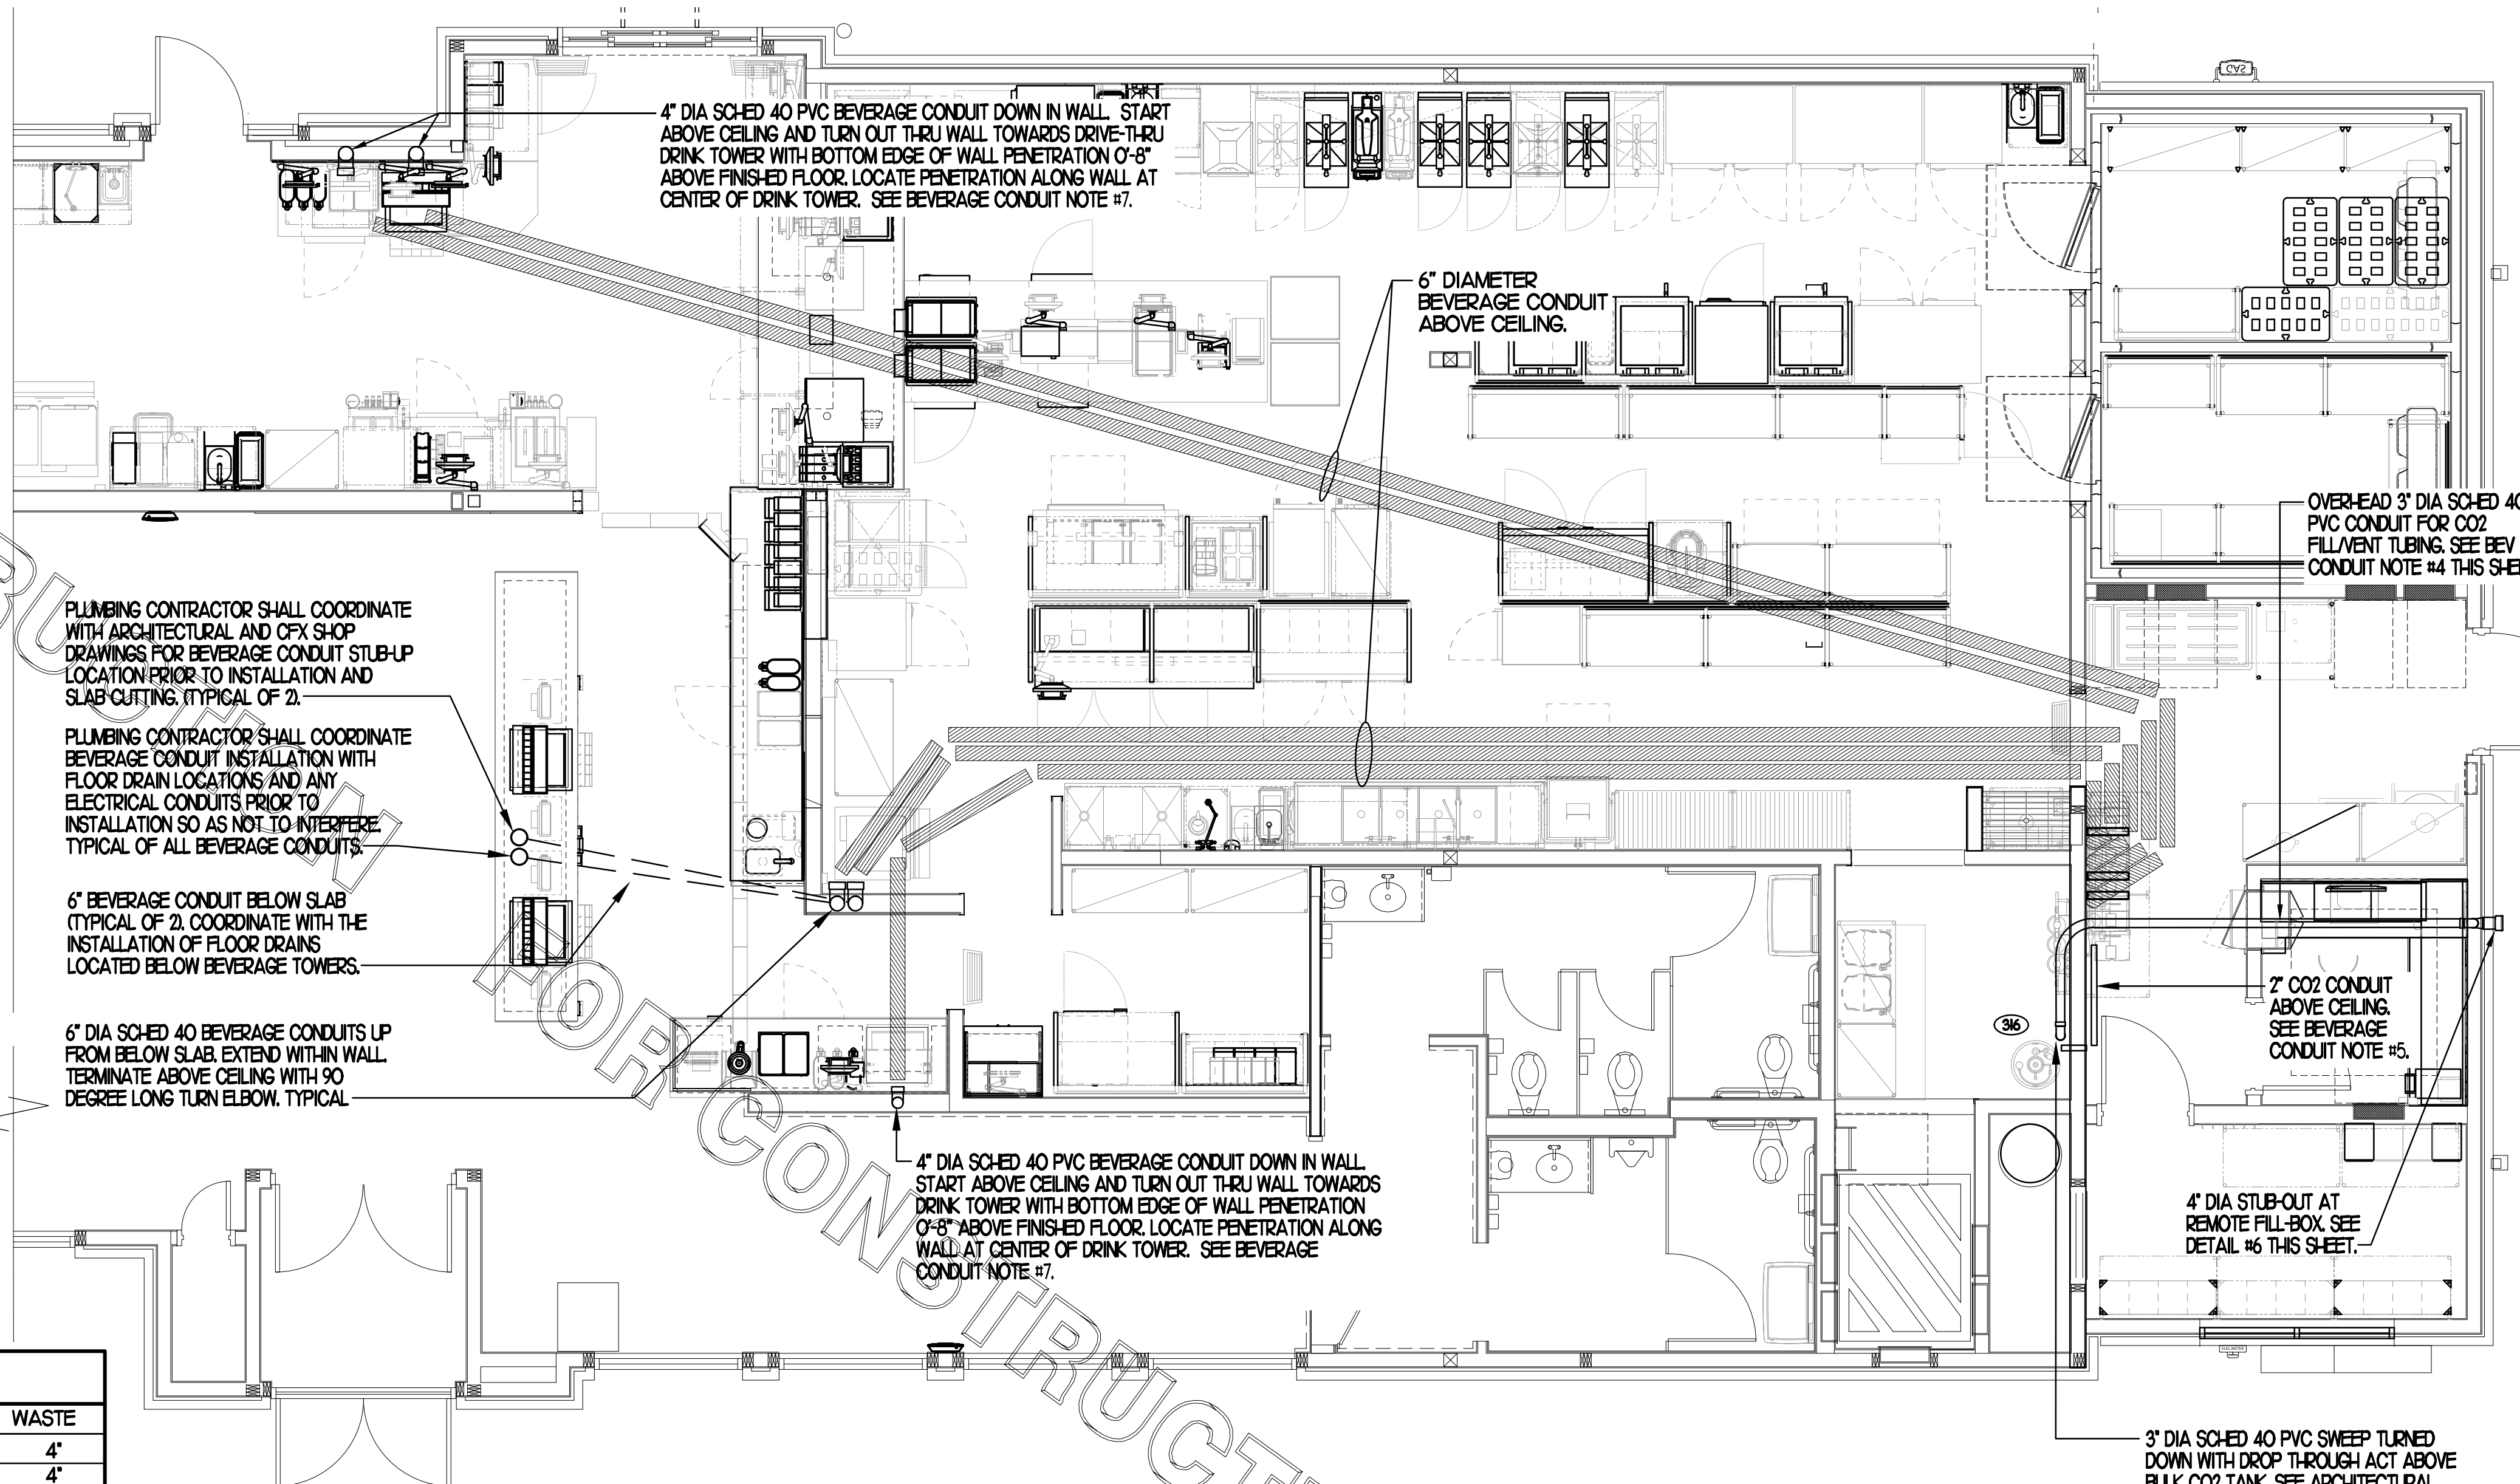 4" DIA SCHED 40 PVC BEVERAGE CONDUIT DOWN IN WALL. START
ABOVE CEILING AND TURN OUT THRU WALL TOWARDS DRIVE-THRU
DRINK TOWER WITH BOTTOM EDGE OF WALL PENETRATION 0'-8"
ABOVE FINISHED FLOOR. LOCATE PENETRATION ALONG WALL AT
CENTER OF DRINK TOWER. SEE BEVERAGE CONDUIT NOTE #7.
GAS
6" DIAMETER
BEVERAGE CONDUIT
ABOVE CEILING.
OVERHEAD 3" DIA SCHED 40
PVC CONDUIT FOR CO2
FILL/VENT TUBING. SEE BEV
CONDUIT NOTE #4 THIS
PLUMBING CONTRACTOR SHALL COORDINATE
WITH ARCHITECTURAL AND CFX SHOP
DRAWINGS FOR BEVERAGE CONDUIT STUB-UP
LOCATION PRIOR TO INSTALLATION AND
SLAB CUTTING. (TYPICAL OF 2).
PLUMBING CONTRACTOR SHALL COORDINATE
BEVERAGE CONDUIT INSTALLATION WITH
FLOOR DRAIN LOCATIONS AND ANY
ELECTRICAL CONDUITS PRIOR TO
INSTALLATION SO AS NOT TO INTERFERE.
TYPICAL OF ALL BEVERAGE CONDUITS.
6" BEVERAGE CONDUIT BELOW SLAB
(TYPICAL OF 2). COORDINATE WITH THE
INSTALLATION OF FLOOR DRAINS
LOCATED BELOW BEVERAGE TOWERS.
6" DIA SCHED 40 BEVERAGE CONDUITS UP
FROM BELOW SLAB. EXTEND WITHIN WALL.
TERMINATE ABOVE CEILING WITH 90
DEGREE LONG TURN ELBOW. TYPICAL
2" CO2 CONDUIT
ABOVE CEILING.
SEE BEVERAGE
CONDUIT NOTE #5.
316
4" DIA SCHED 40 PVC BEVERAGE CONDUIT DOWN IN WALL.
START ABOVE CEILING AND TURN OUT THRU WALL TOWARDS
DRINK TOWER WITH BOTTOM EDGE OF WALL PENETRATION
0'-8" ABOVE FINISHED FLOOR. LOCATE PENETRATION ALONG
WALL AT CENTER OF DRINK TOWER. SEE BEVERAGE
CONDUIT NOTE #7.
4" DIA STUB-OUT AT
REMOTE FILL-BOX. SEE
DETAIL #6 THIS SHEET.
ELEC.METER
WASTE
4"
4"
3" DIA SCHED 40 PVC SWEEP TURNED
DOWN WITH DROP THROUGH ACT ABOVE
BULK CO2 TANK. SEE ARCHITECTURAL
FOR CONSTRUCT